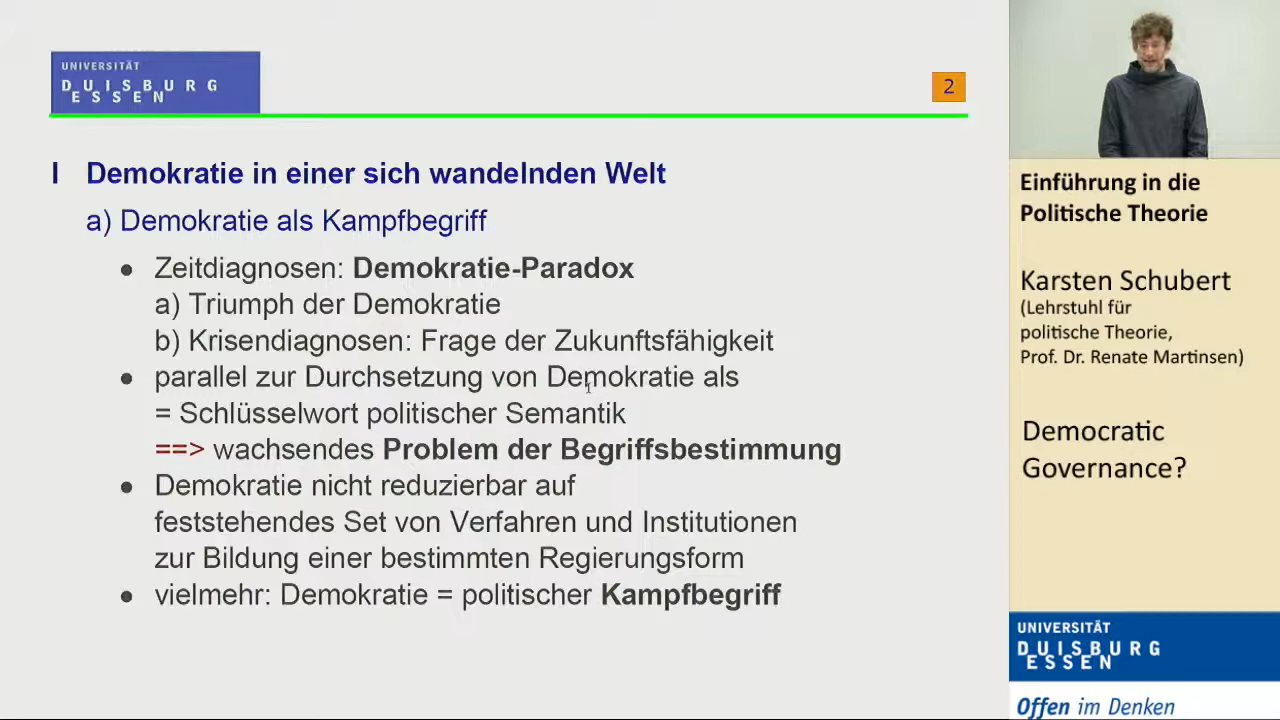 UNIVERSITÄT
DUISBURG
ESSEN
2
I Demokratie in einer sich wandelnden Welt
a) Demokratie als Kampfbegriff
● Zeitdiagnosen: Demokratie-Paradox
a) Triumph der Demokratie
b) Krisendiagnosen: Frage der Zukunftsfähigkeit
● parallel zur Durchsetzung von Demokratie als
= Schlüsselwort politischer Semantik
==> wachsendes Problem der Begriffsbestimmung
● Demokratie nicht reduzierbar auf
feststehendes Set von Verfahren und Institutionen
zur Bildung einer bestimmten Regierungsform
● vielmehr: Demokratie = politischer Kampfbegriff
Einführung in die
Politische Theorie
Karsten Schubert
(Lehrstuhl für
politische Theorie,
Prof. Dr. Renate Martinsen)
Democratic
Governance?
UNIVERSITÄT
DUISBURG
ESSEN
Offen im Denken